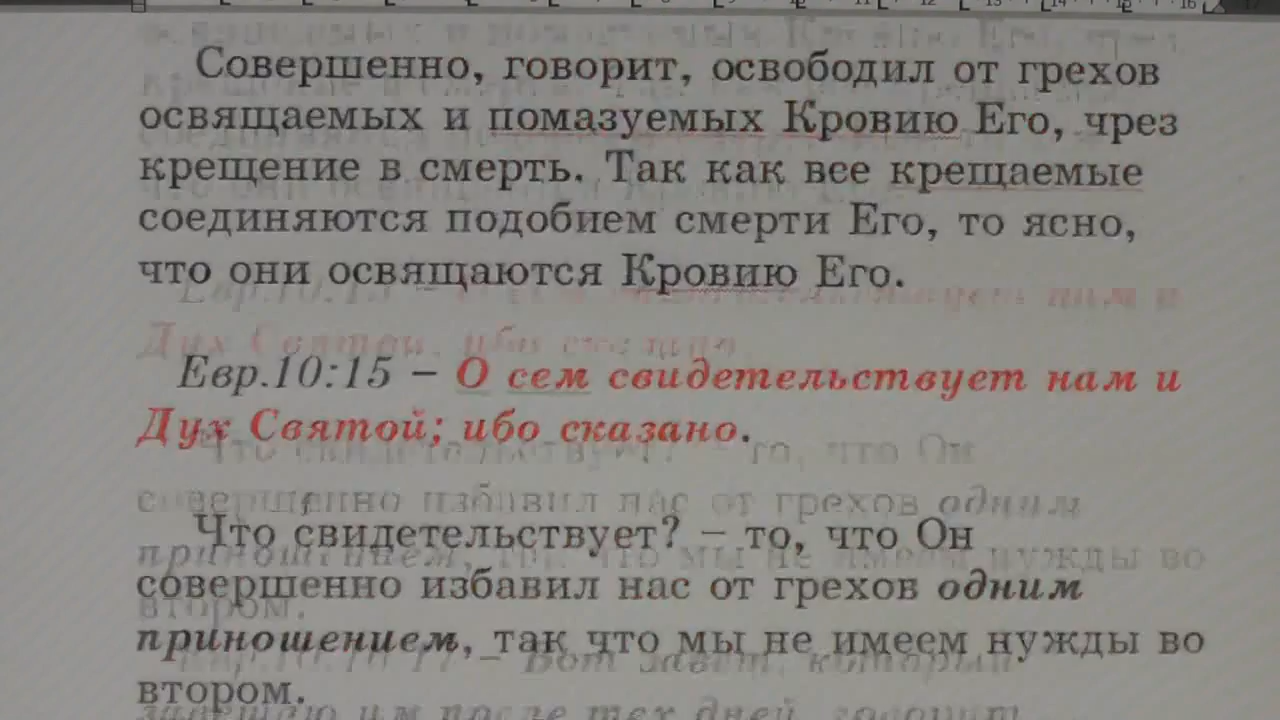 Совершенно, говорит, освободил от грехов
освящаемых и помазуемых Кровию Его, чрез
крещение в смерть. Так как все крещаемые
соединяются подобием смерти Его, то ясно,
что они освящаются Кровию Его.
Евр.10:15 – О сем свидетельствует нам и
Дух Святой; ибо сказано.
Что свидетельствует? – то, что Он
совершенно избавил нас от грехов одним
приношением, так что мы не имеем нужды во
втором.